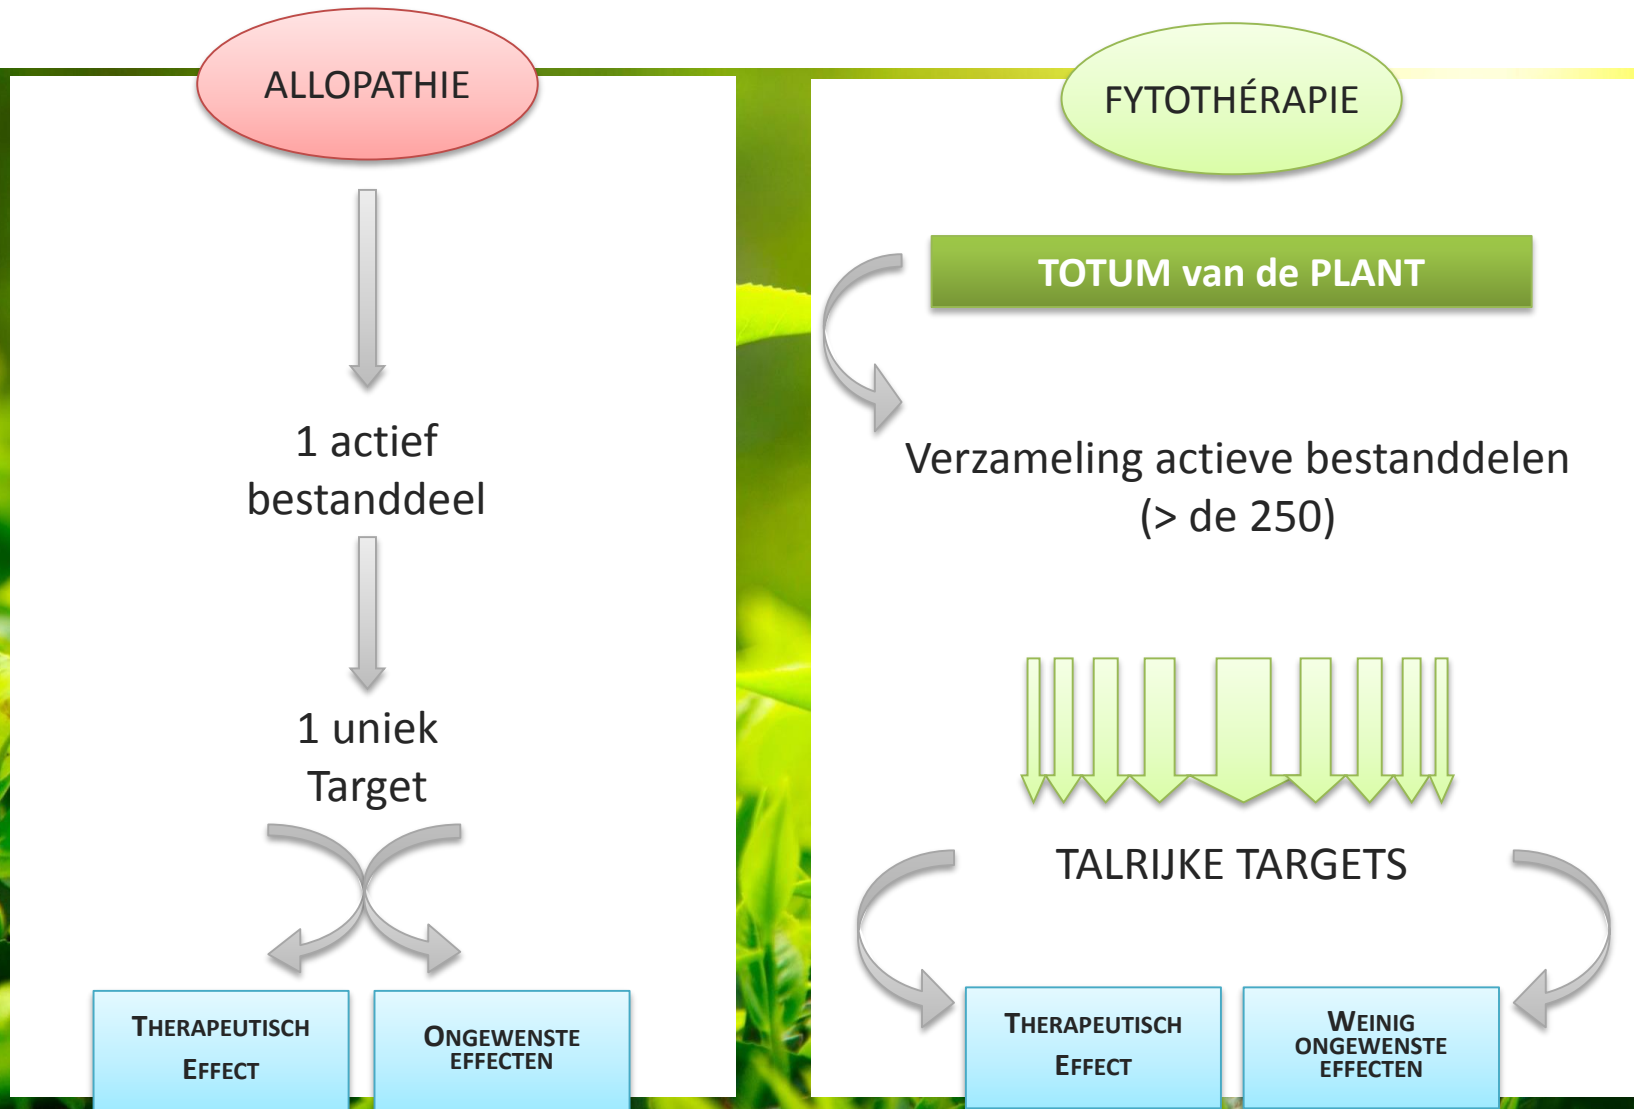 ALLOPATHIE
1 actief
bestanddeel
1 uniek
Target
THERAPEUTISCH
EFFECT
ONGEWENSTE
EFFECTEN
FYTOTHÉRAPIE
TOTUM van de PLANT
Verzameling actieve bestanddelen
(> de 250)
TALRIJKE TARGETS
THERAPEUTISCH
EFFECT
WEINIG
ONGEWENSTE
EFFECTEN